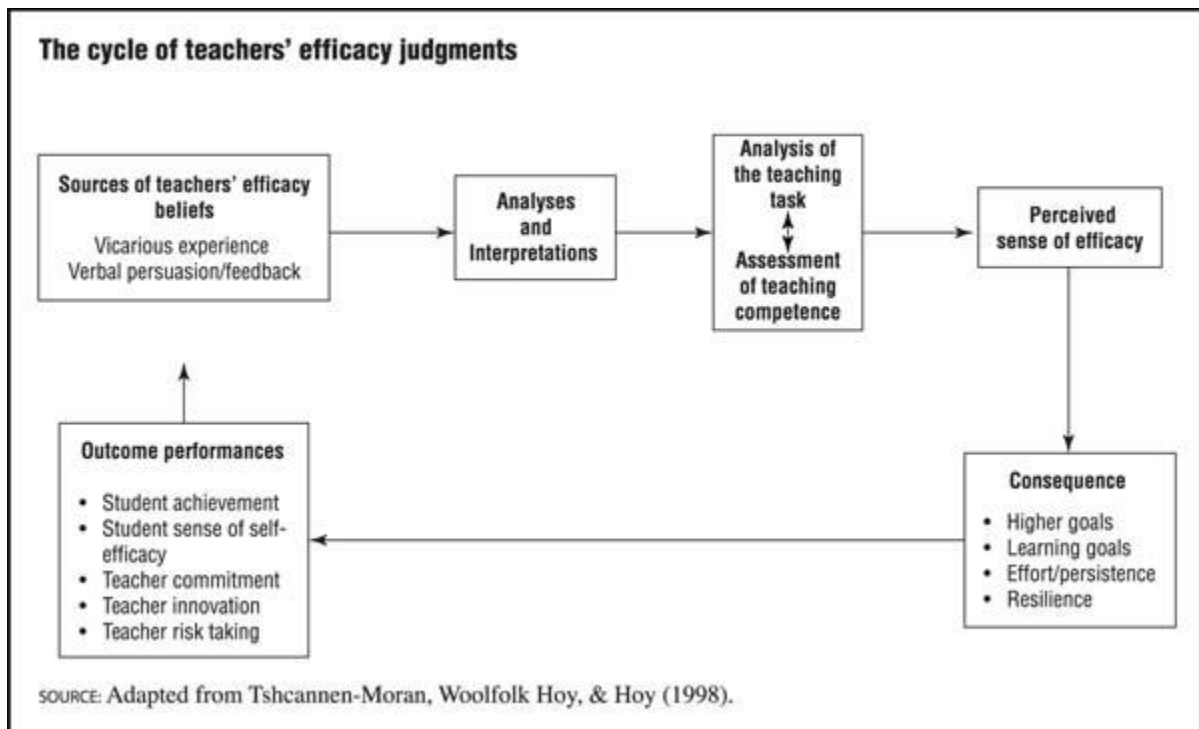 The cycle of teachers’ efficacy judgments
Sources of teachers’ efficacy
beliefs
Vicarious experience
Verbal persuasion/feedback
Analyses
and
Interpretations
Analysis of
the teaching
task
Assessment
of teaching
competence
Perceived
sense of efficacy
Consequence
• Higher goals
• Learning goals
• Effort/persistence
• Resilience
Outcome performances
• Student achievement
• Student sense of self-
efficacy
• Teacher commitment
• Teacher innovation
• Teacher risk taking
SOURCE: Adapted from Tshcannen-Moran, Woolfolk Hoy, & Hoy (1998).